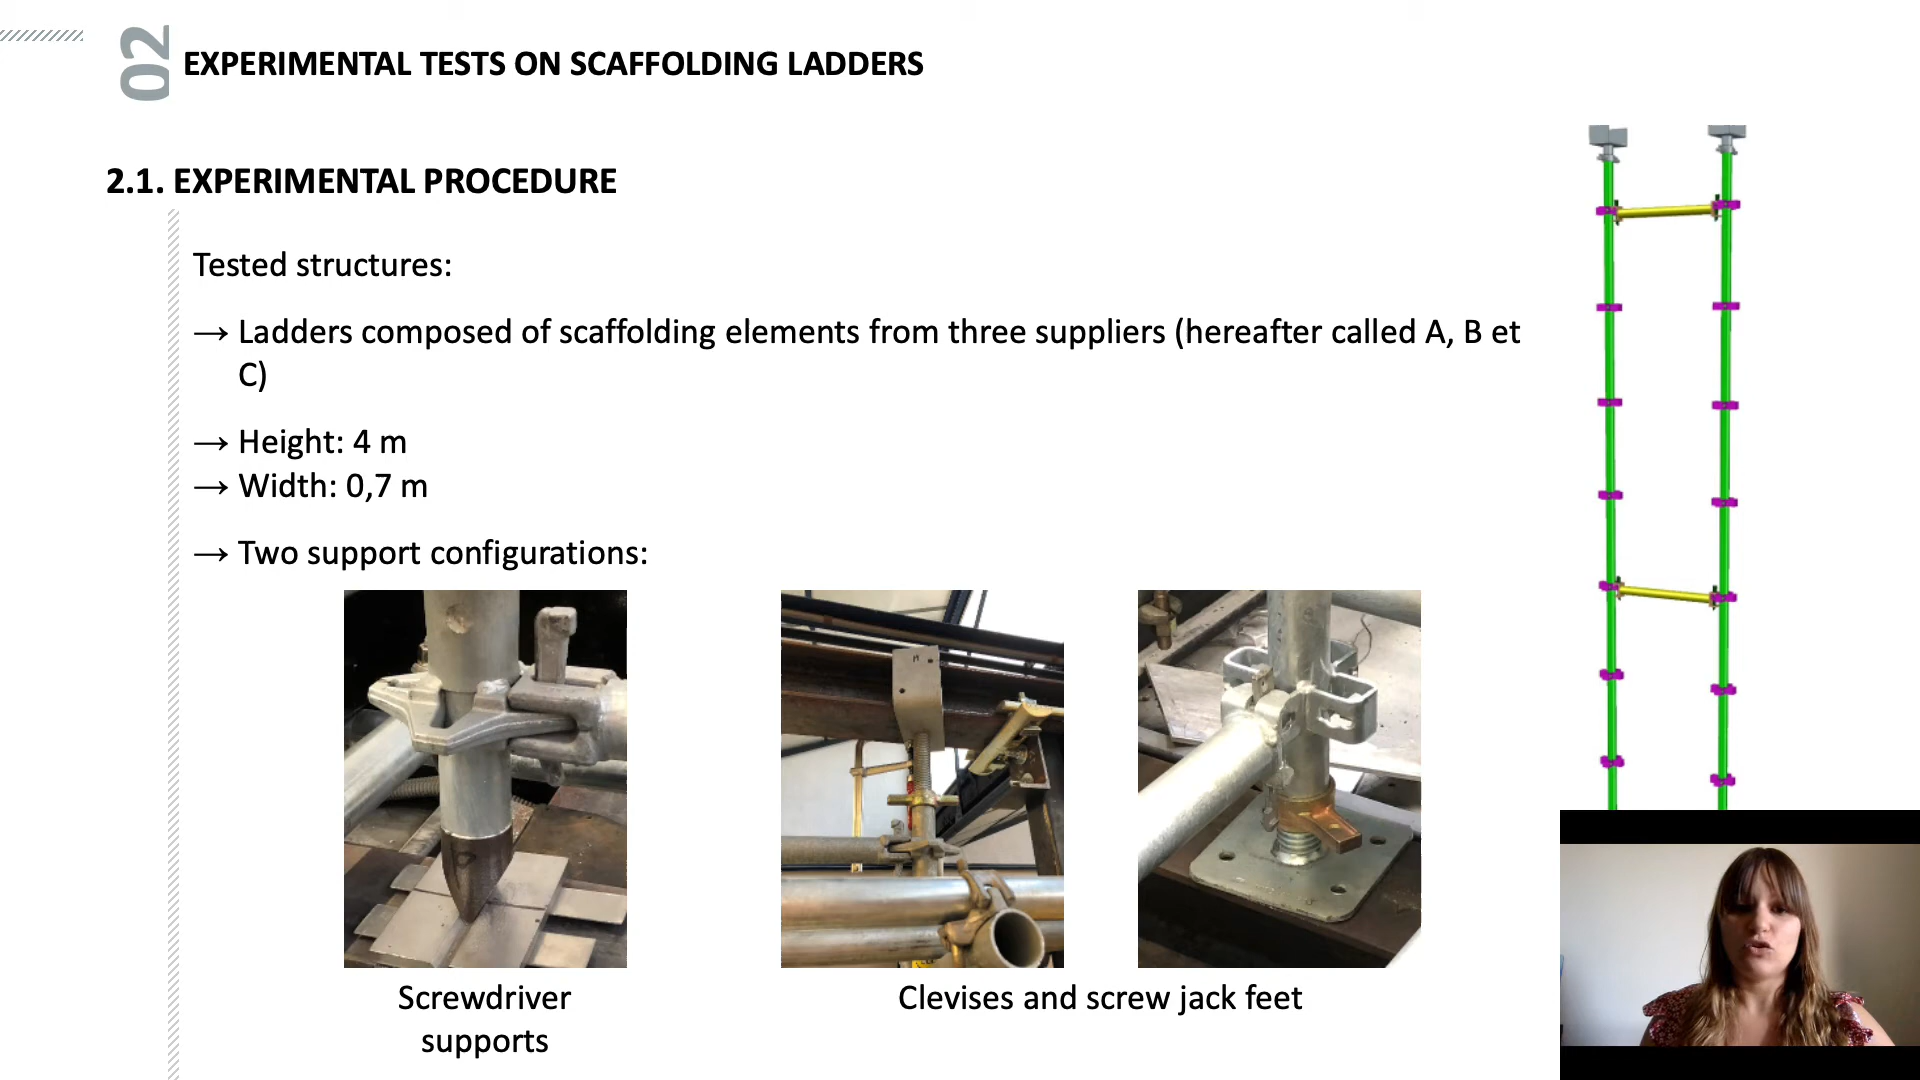 02
EXPERIMENTAL TESTS ON SCAFFOLDING LADDERS
2.1. EXPERIMENTAL PROCEDURE
Tested structures:
→ Ladders composed of scaffolding elements from three suppliers (hereafter called A, B et
C)
→ Height: 4 m
→ Width: 0,7 m
→ Two support configurations:
Screwdriver
supports
Clevises and screw jack feet